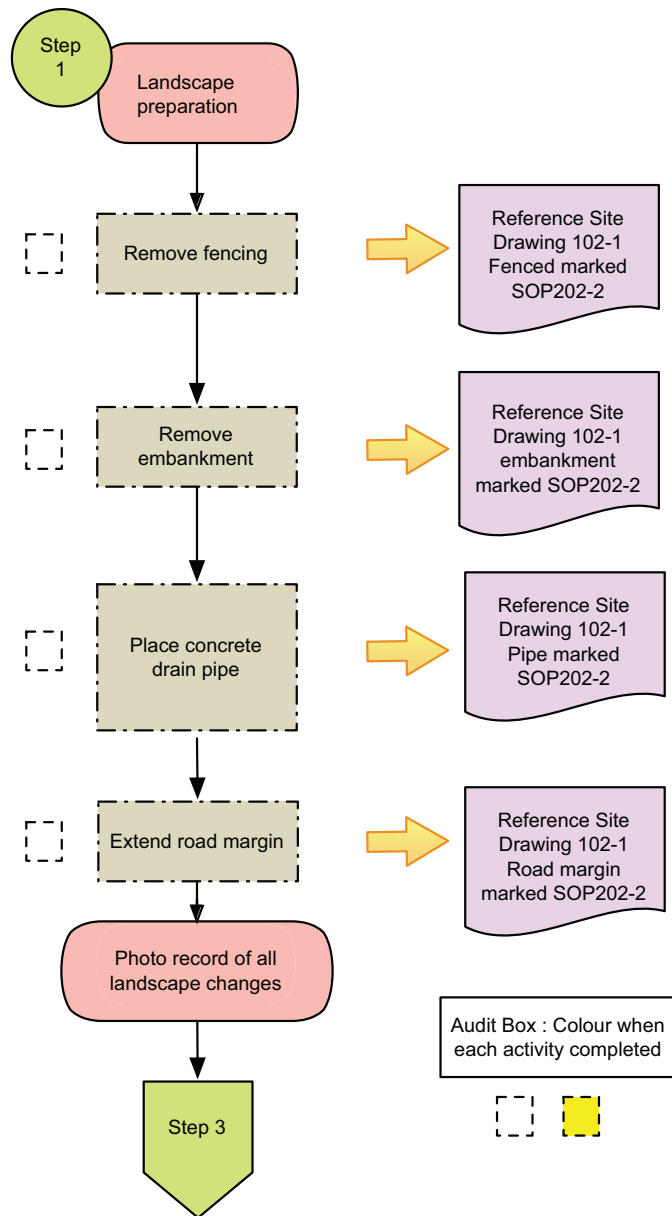 Step
1
Landscape
preparation
Remove fencing
Reference Site
Drawing 102-1
Fenced marked
SOP202-2
Remove
embankment
Reference Site
Drawing 102-1
embankment
marked SOP202-2
Place concrete
drain pipe
Reference Site
Drawing 102-1
Pipe marked
SOP202-2
Extend road margin
Reference Site
Drawing 102-1
Road margin
marked SOP202-2
Photo record of all
landscape changes
Audit Box : Colour when
each activity completed
Step 3